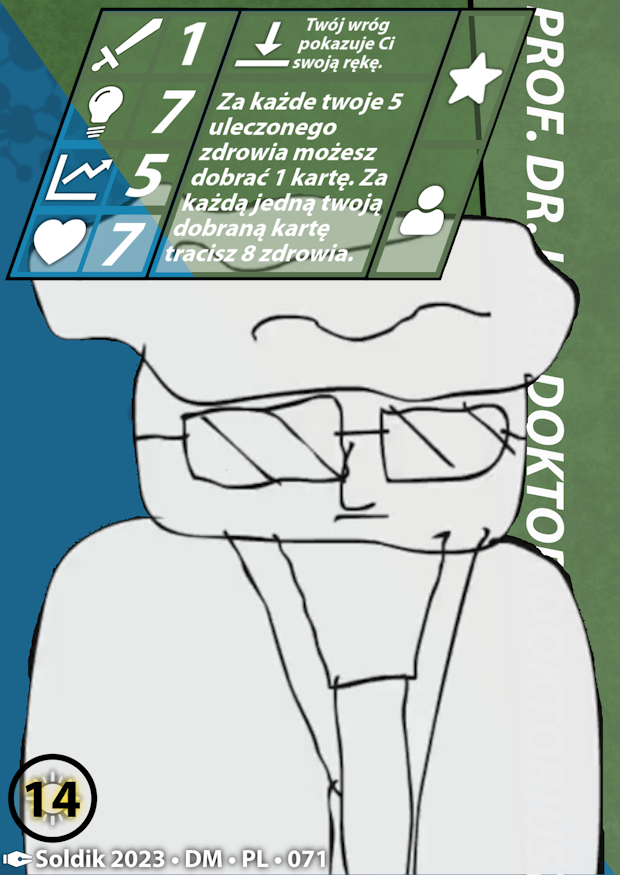 1
Twój wróg
pokazuje Ci
swoją rękę.
7
5
7
Za każde twoje 5
uleczonego
zdrowia możesz
dobrać 1 kartę. Za
każdą jedną twoją
dobraną kartę
tracisz 8 zdrowia.
PROF. DR. DOKTOR DOKTORIUS
14
Soldik 2023 • DM • PL • 071